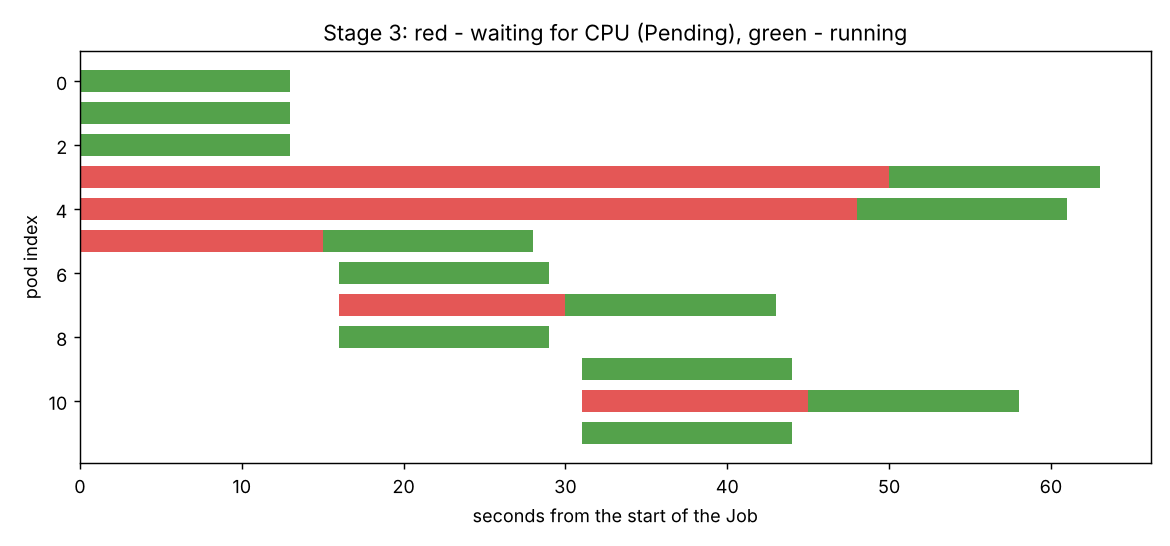 Stage 3: red - waiting for CPU (Pending), green - running
pod index
0
2
4
6
8
10
0 10 20 30 40 50 60
seconds from the start of the Job